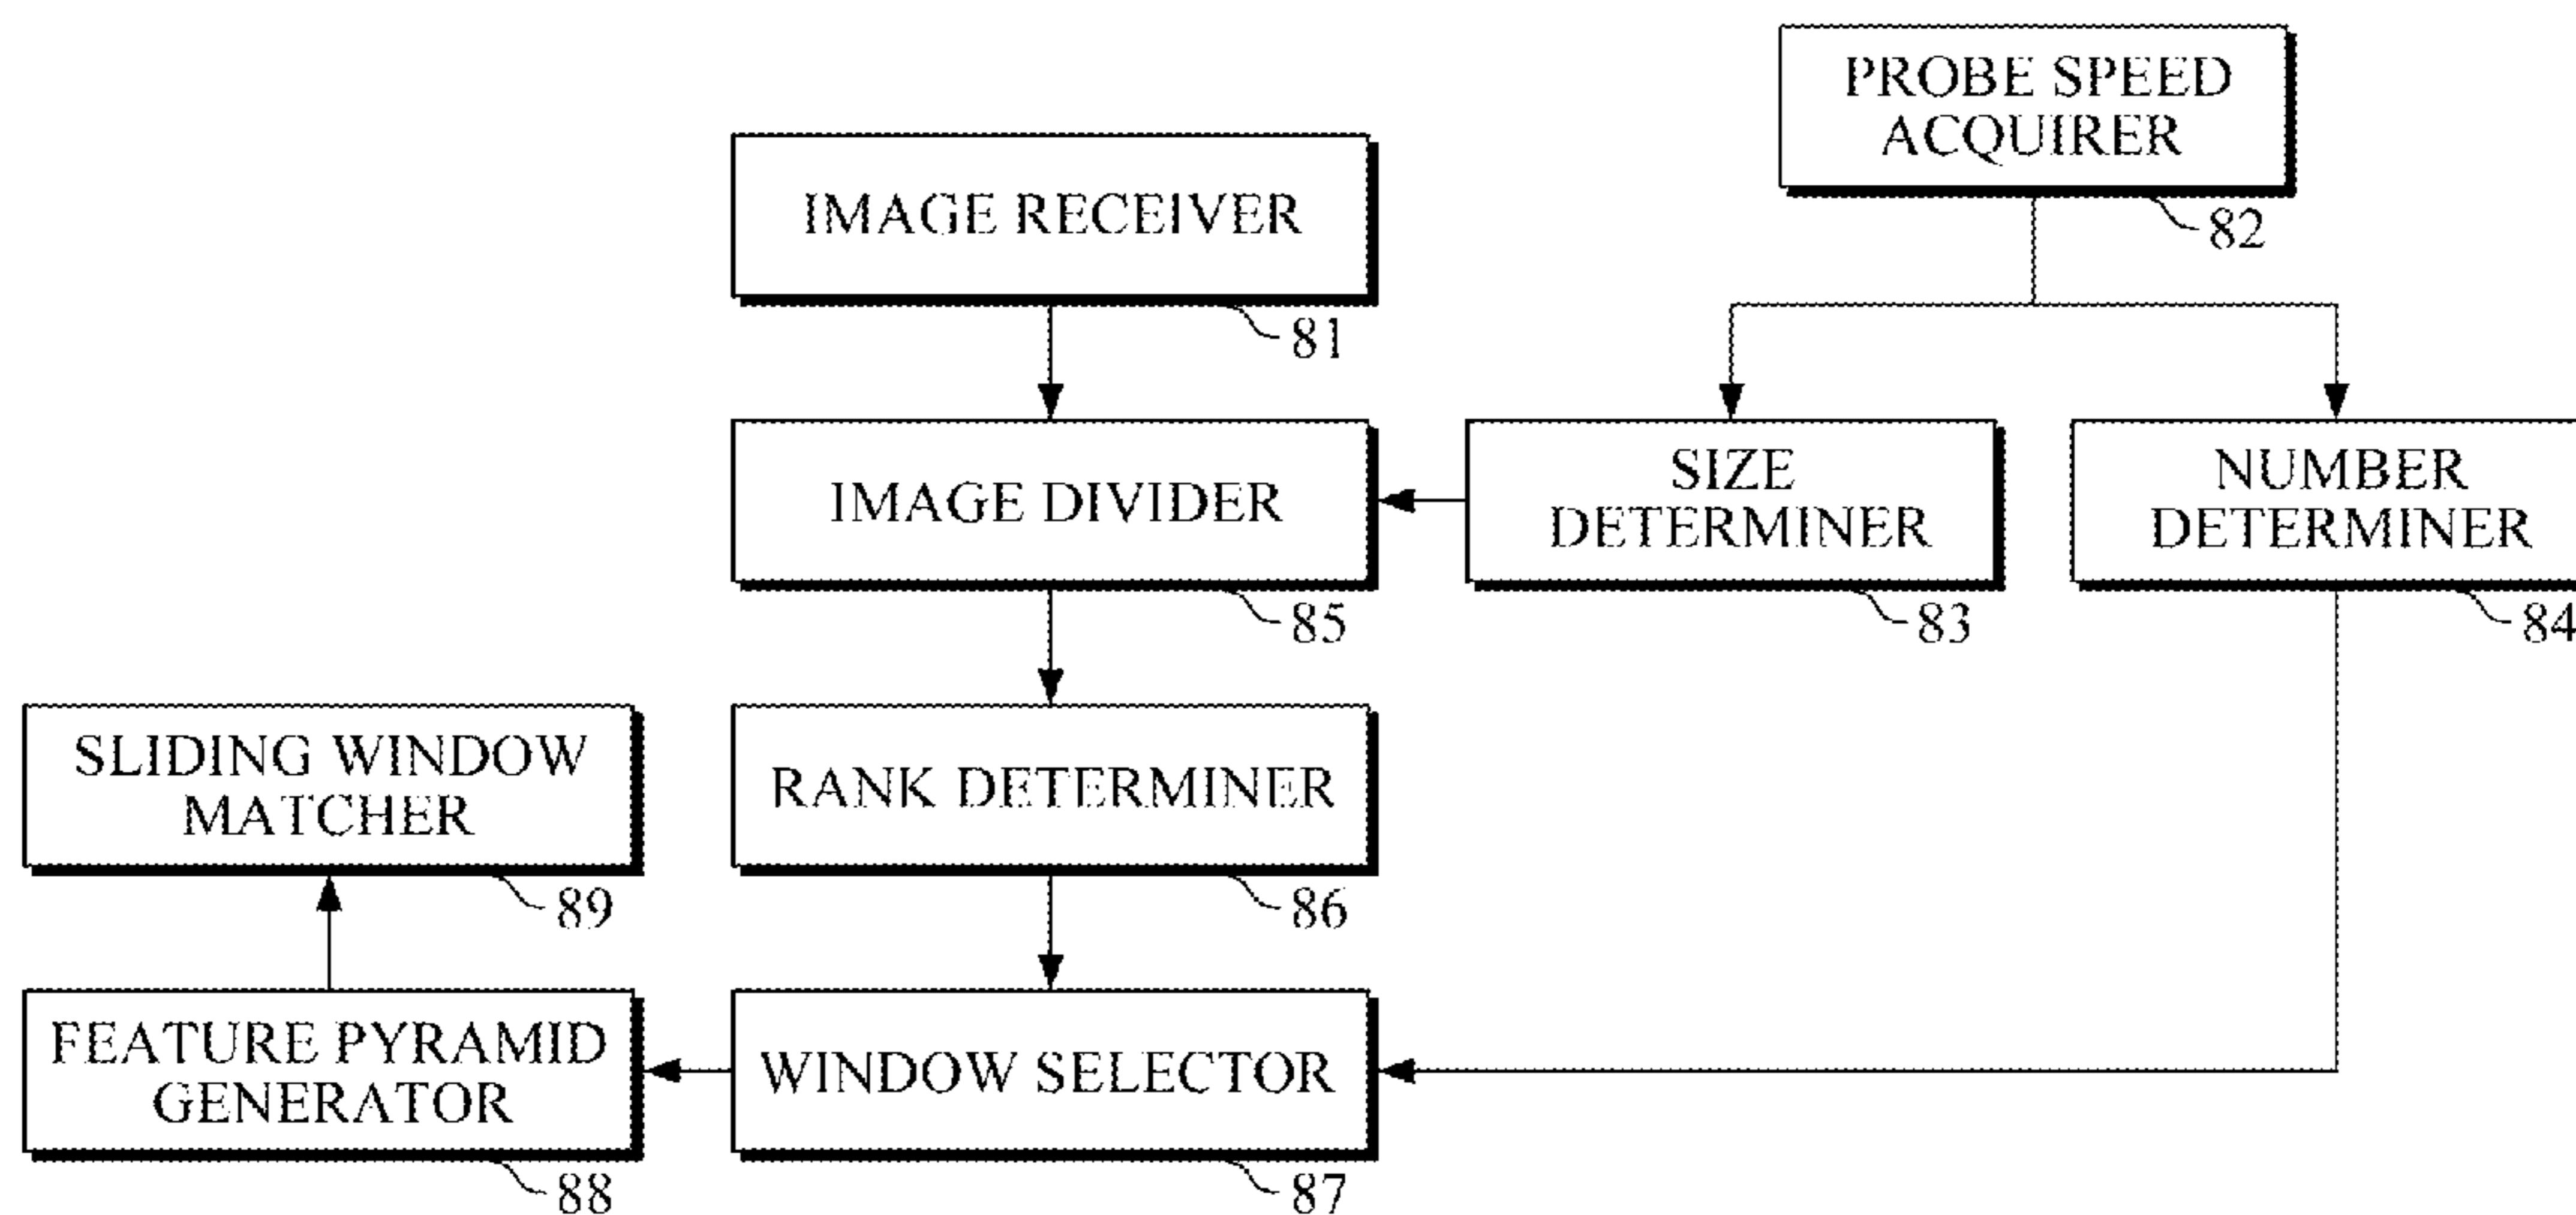 PROBE SPEED
ACQUIRER
82
IMAGE RECEIVER
81
IMAGE DIVIDER
85
SIZE
DETERMINER
83
NUMBER
DETERMINER
84
SLIDING WINDOW
MATCHER
89
RANK DETERMINER
86
FEATURE PYRAMID
GENERATOR
88
WINDOW SELECTOR
87